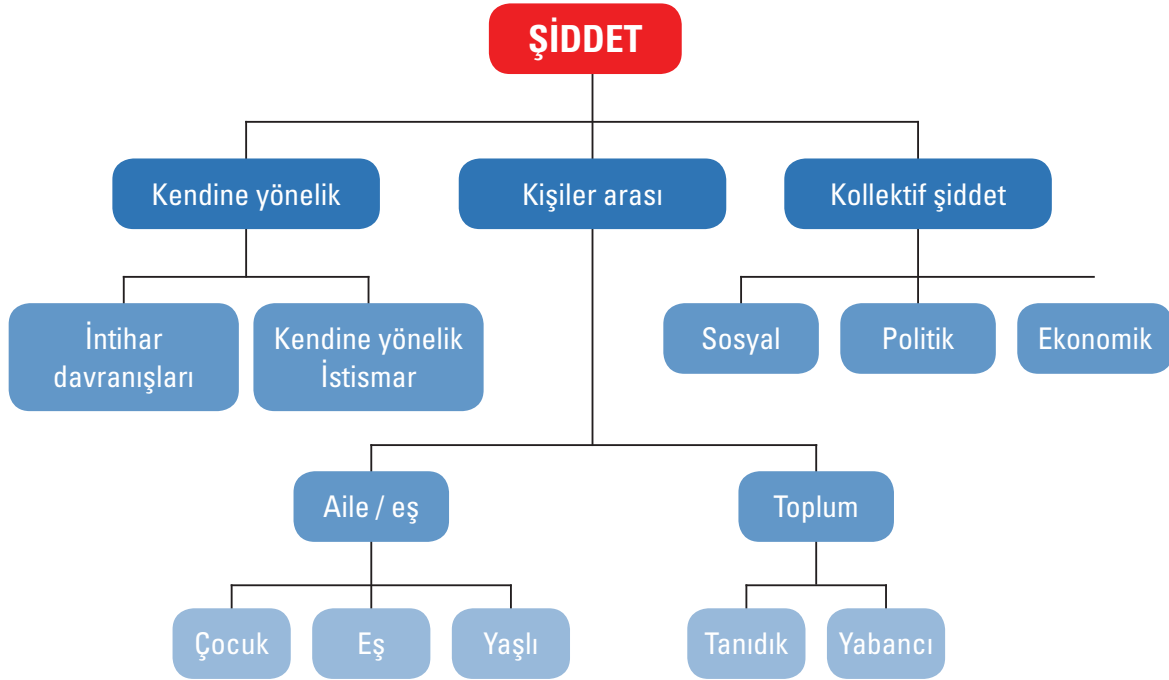 ŞİDDET
Kendine yönelik
Kişiler arası
Kollektif şiddet
İntihar
davranışları
Kendine yönelik
İstismar
Sosyal
Politik
Ekonomik
Aile / eş
Toplum
Çocuk
Eş
Yaşlı
Tanıdık
Yabancı